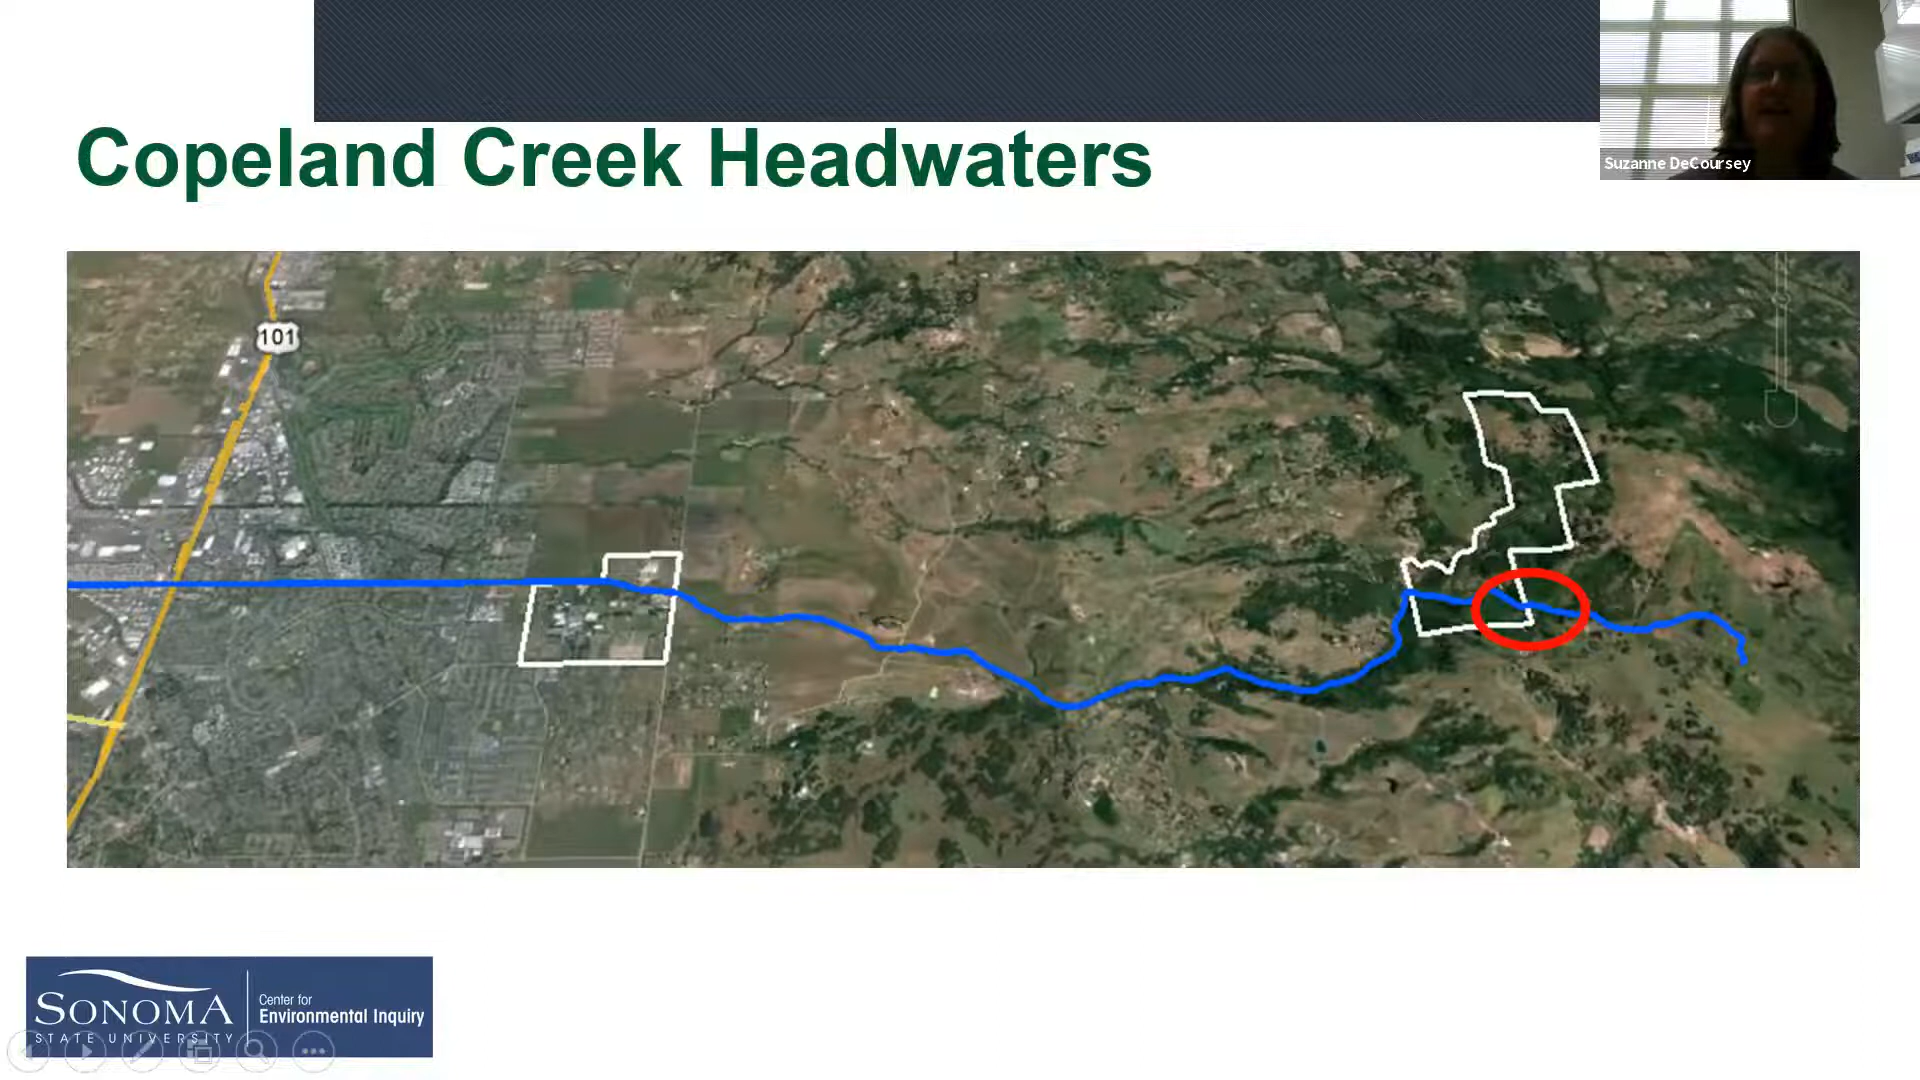 Suzanne DeCoursey
Copeland Creek Headwaters
101
SONOMA
STATE UNIVERSITY
Center for
Environmental Inquiry